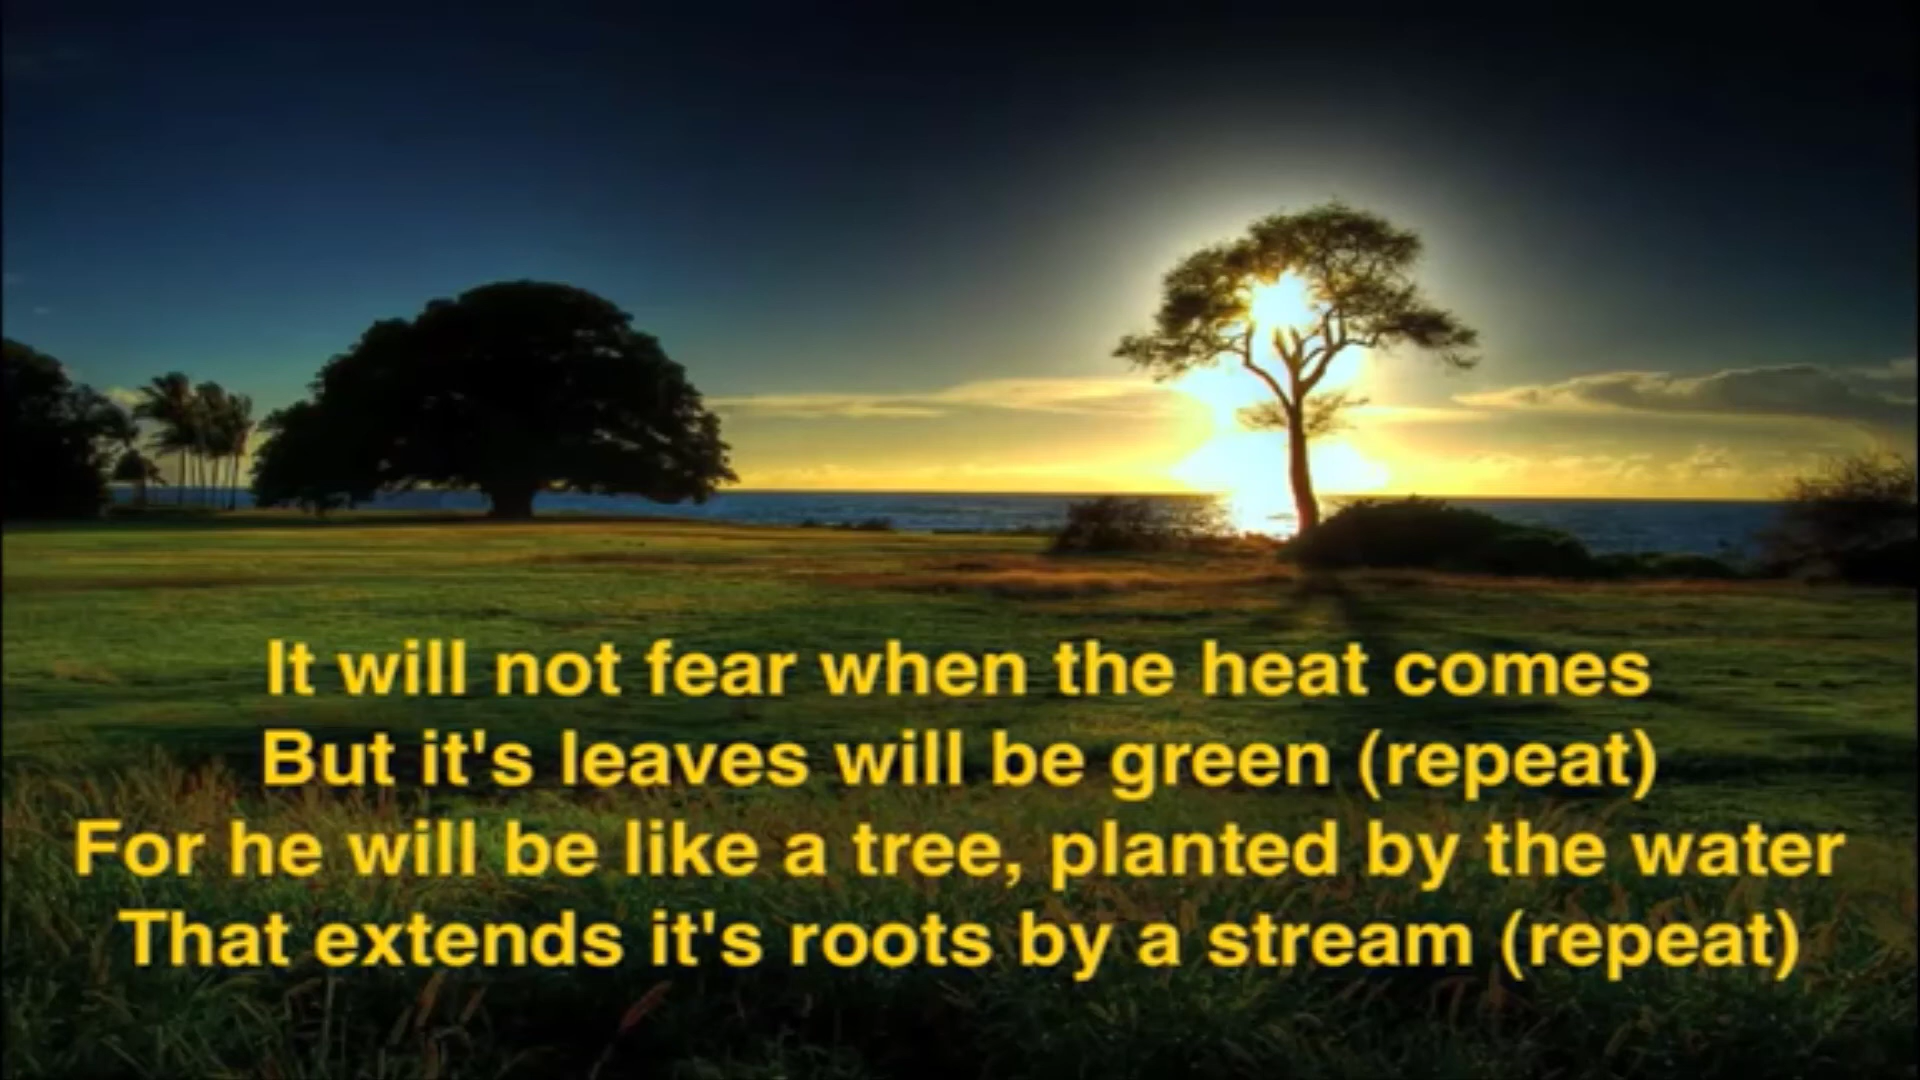 It will not fear when the heat comes
But it's leaves will be green (repeat)
For he will be like a tree, planted by the water
That extends it's roots by a stream (repeat)